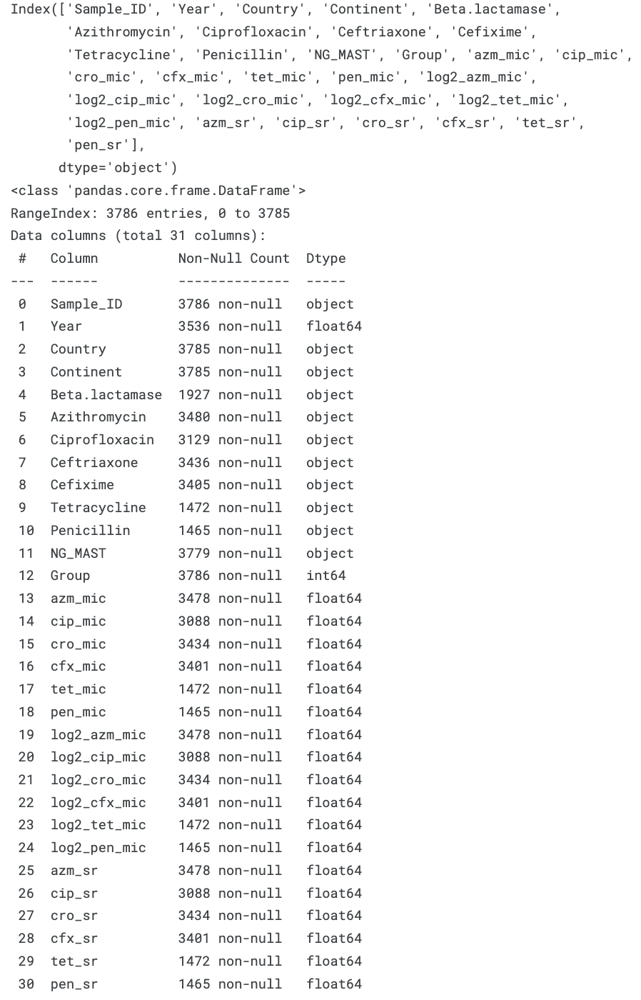 Index(['Sample_ID', 'Year', 'Country', 'Continent', 'Beta.lactamase',
       'Azithromycin', 'Ciprofloxacin', 'Ceftriaxone', 'Cefixime',
       'Tetracycline', 'Penicillin', 'NG_MAST', 'Group', 'azm_mic', 'cip_mic',
       'cro_mic', 'cfx_mic', 'tet_mic', 'pen_mic', 'log2_azm_mic',
       'log2_cip_mic', 'log2_cro_mic', 'log2_cfx_mic', 'log2_tet_mic',
       'log2_pen_mic', 'azm_sr', 'cip_sr', 'cro_sr', 'cfx_sr', 'tet_sr',
       'pen_sr'],
      dtype='object')
<class 'pandas.core.frame.DataFrame'>
RangeIndex: 3786 entries, 0 to 3785
Data columns (total 31 columns):
 #   Column          Non-Null Count  Dtype
---  ------          --------------  -----
 0   Sample_ID       3786 non-null   object
 1   Year            3536 non-null   float64
 2   Country         3785 non-null   object
 3   Continent       3785 non-null   object
 4   Beta.lactamase  1927 non-null   object
 5   Azithromycin    3480 non-null   object
 6   Ciprofloxacin   3129 non-null   object
 7   Ceftriaxone     3436 non-null   object
 8   Cefixime        3405 non-null   object
 9   Tetracycline    1472 non-null   object
 10  Penicillin      1465 non-null   object
 11  NG_MAST         3779 non-null   object
 12  Group           3786 non-null   int64
 13  azm_mic         3478 non-null   float64
 14  cip_mic         3088 non-null   float64
 15  cro_mic         3434 non-null   float64
 16  cfx_mic         3401 non-null   float64
 17  tet_mic         1472 non-null   float64
 18  pen_mic         1465 non-null   float64
 19  log2_azm_mic    3478 non-null   float64
 20  log2_cip_mic    3088 non-null   float64
 21  log2_cro_mic    3434 non-null   float64
 22  log2_cfx_mic    3401 non-null   float64
 23  log2_tet_mic    1472 non-null   float64
 24  log2_pen_mic    1465 non-null   float64
 25  azm_sr          3478 non-null   float64
 26  cip_sr          3088 non-null   float64
 27  cro_sr          3434 non-null   float64
 28  cfx_sr          3401 non-null   float64
 29  tet_sr          1472 non-null   float64
 30  pen_sr          1465 non-null   float64